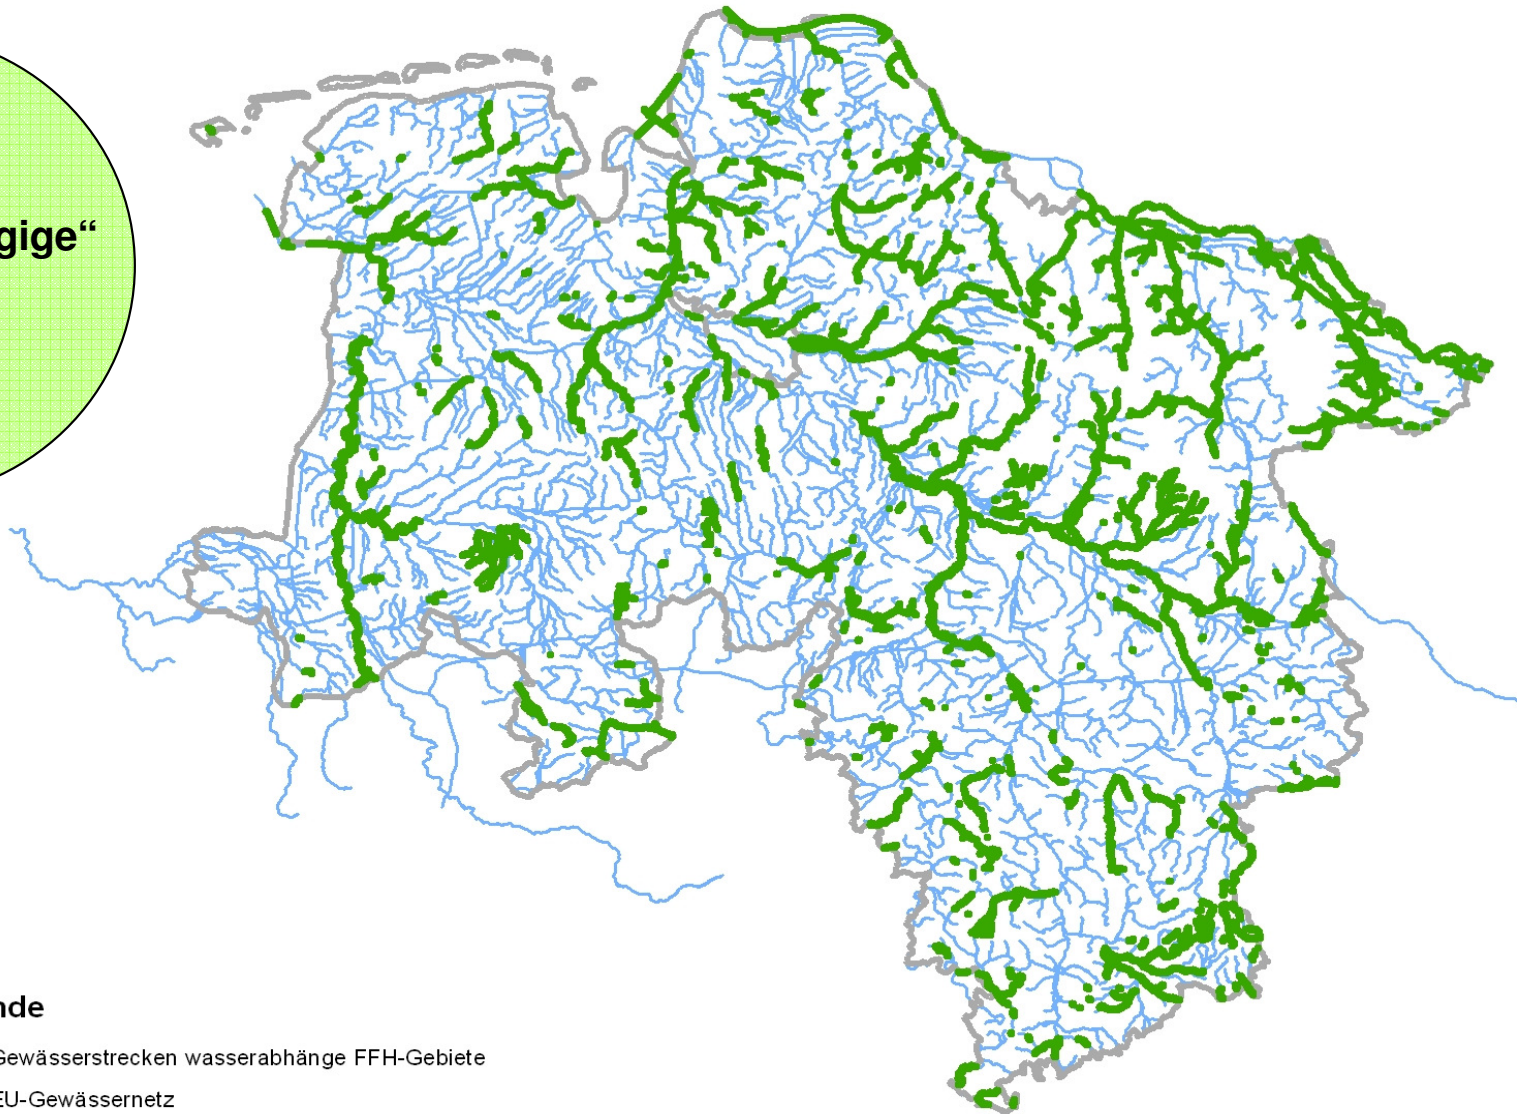 gige“
nde
Gewässerstrecken wasserabhänge FFH-Gebiete
EU-Gewässernetz